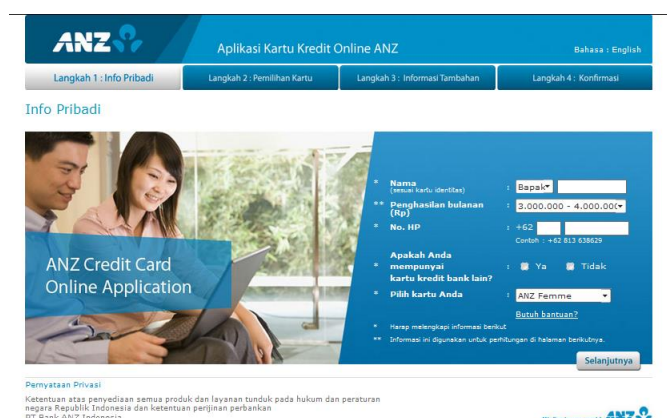 ANZ
Aplikasi Kartu Kredit Online ANZ
Bahasa : English
Langkah 1 : Info Pribadi
Langkah 2 : Pemilihan Kartu
Langkah 3 : Informasi Tambahan
Langkah 4 : Konfirmasi
Info Pribadi
ANZ Credit Card
Online Application
* Nama : Bapak
(sesuai kartu identitas)
** Penghasilan bulanan : 3.000.000 - 4.000.00(
(Rp)
* No. HP : +62
Contoh : +62 813 638629
Apakah Anda
* mempunyai : Ya Tidak
kartu kredit bank lain?
* Pilih kartu Anda : ANZ Femme
Butuh bantuan?
* Harap melengkapi informasi berikut
** Informasi ini digunakan untuk perhitungan di halaman berikutnya.
Selanjutnya
Pernyataan Privasi
Ketentuan atas penyediaan semua produk dan layanan tunduk pada hukum dan peraturan
negara Republik Indonesia dan ketentuan perijinan perbankan
PT Bank ANZ Indonesia
ANZ